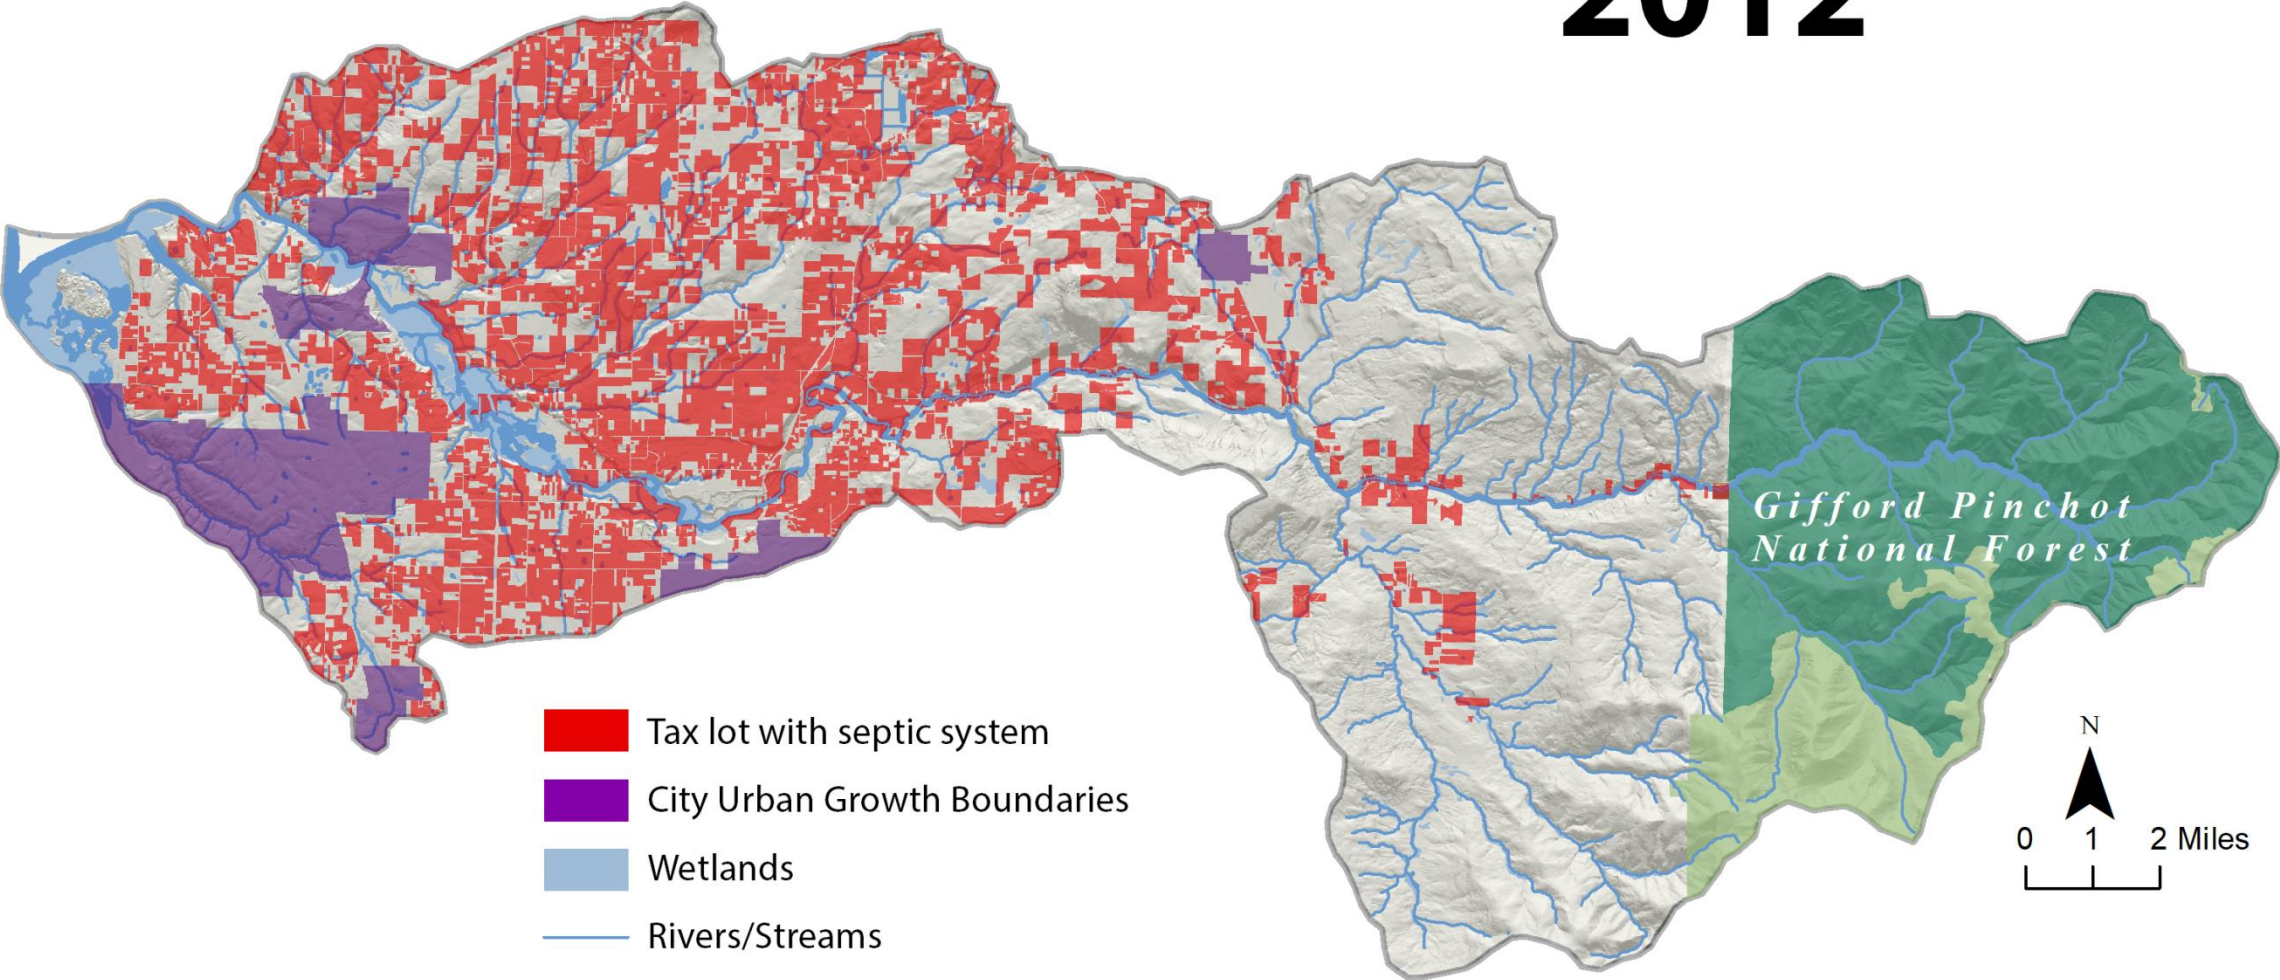 2012
Gifford Pinchot
National Forest
Tax lot with septic system
City Urban Growth Boundaries
Wetlands
Rivers/Streams
N
0 1 2 Miles